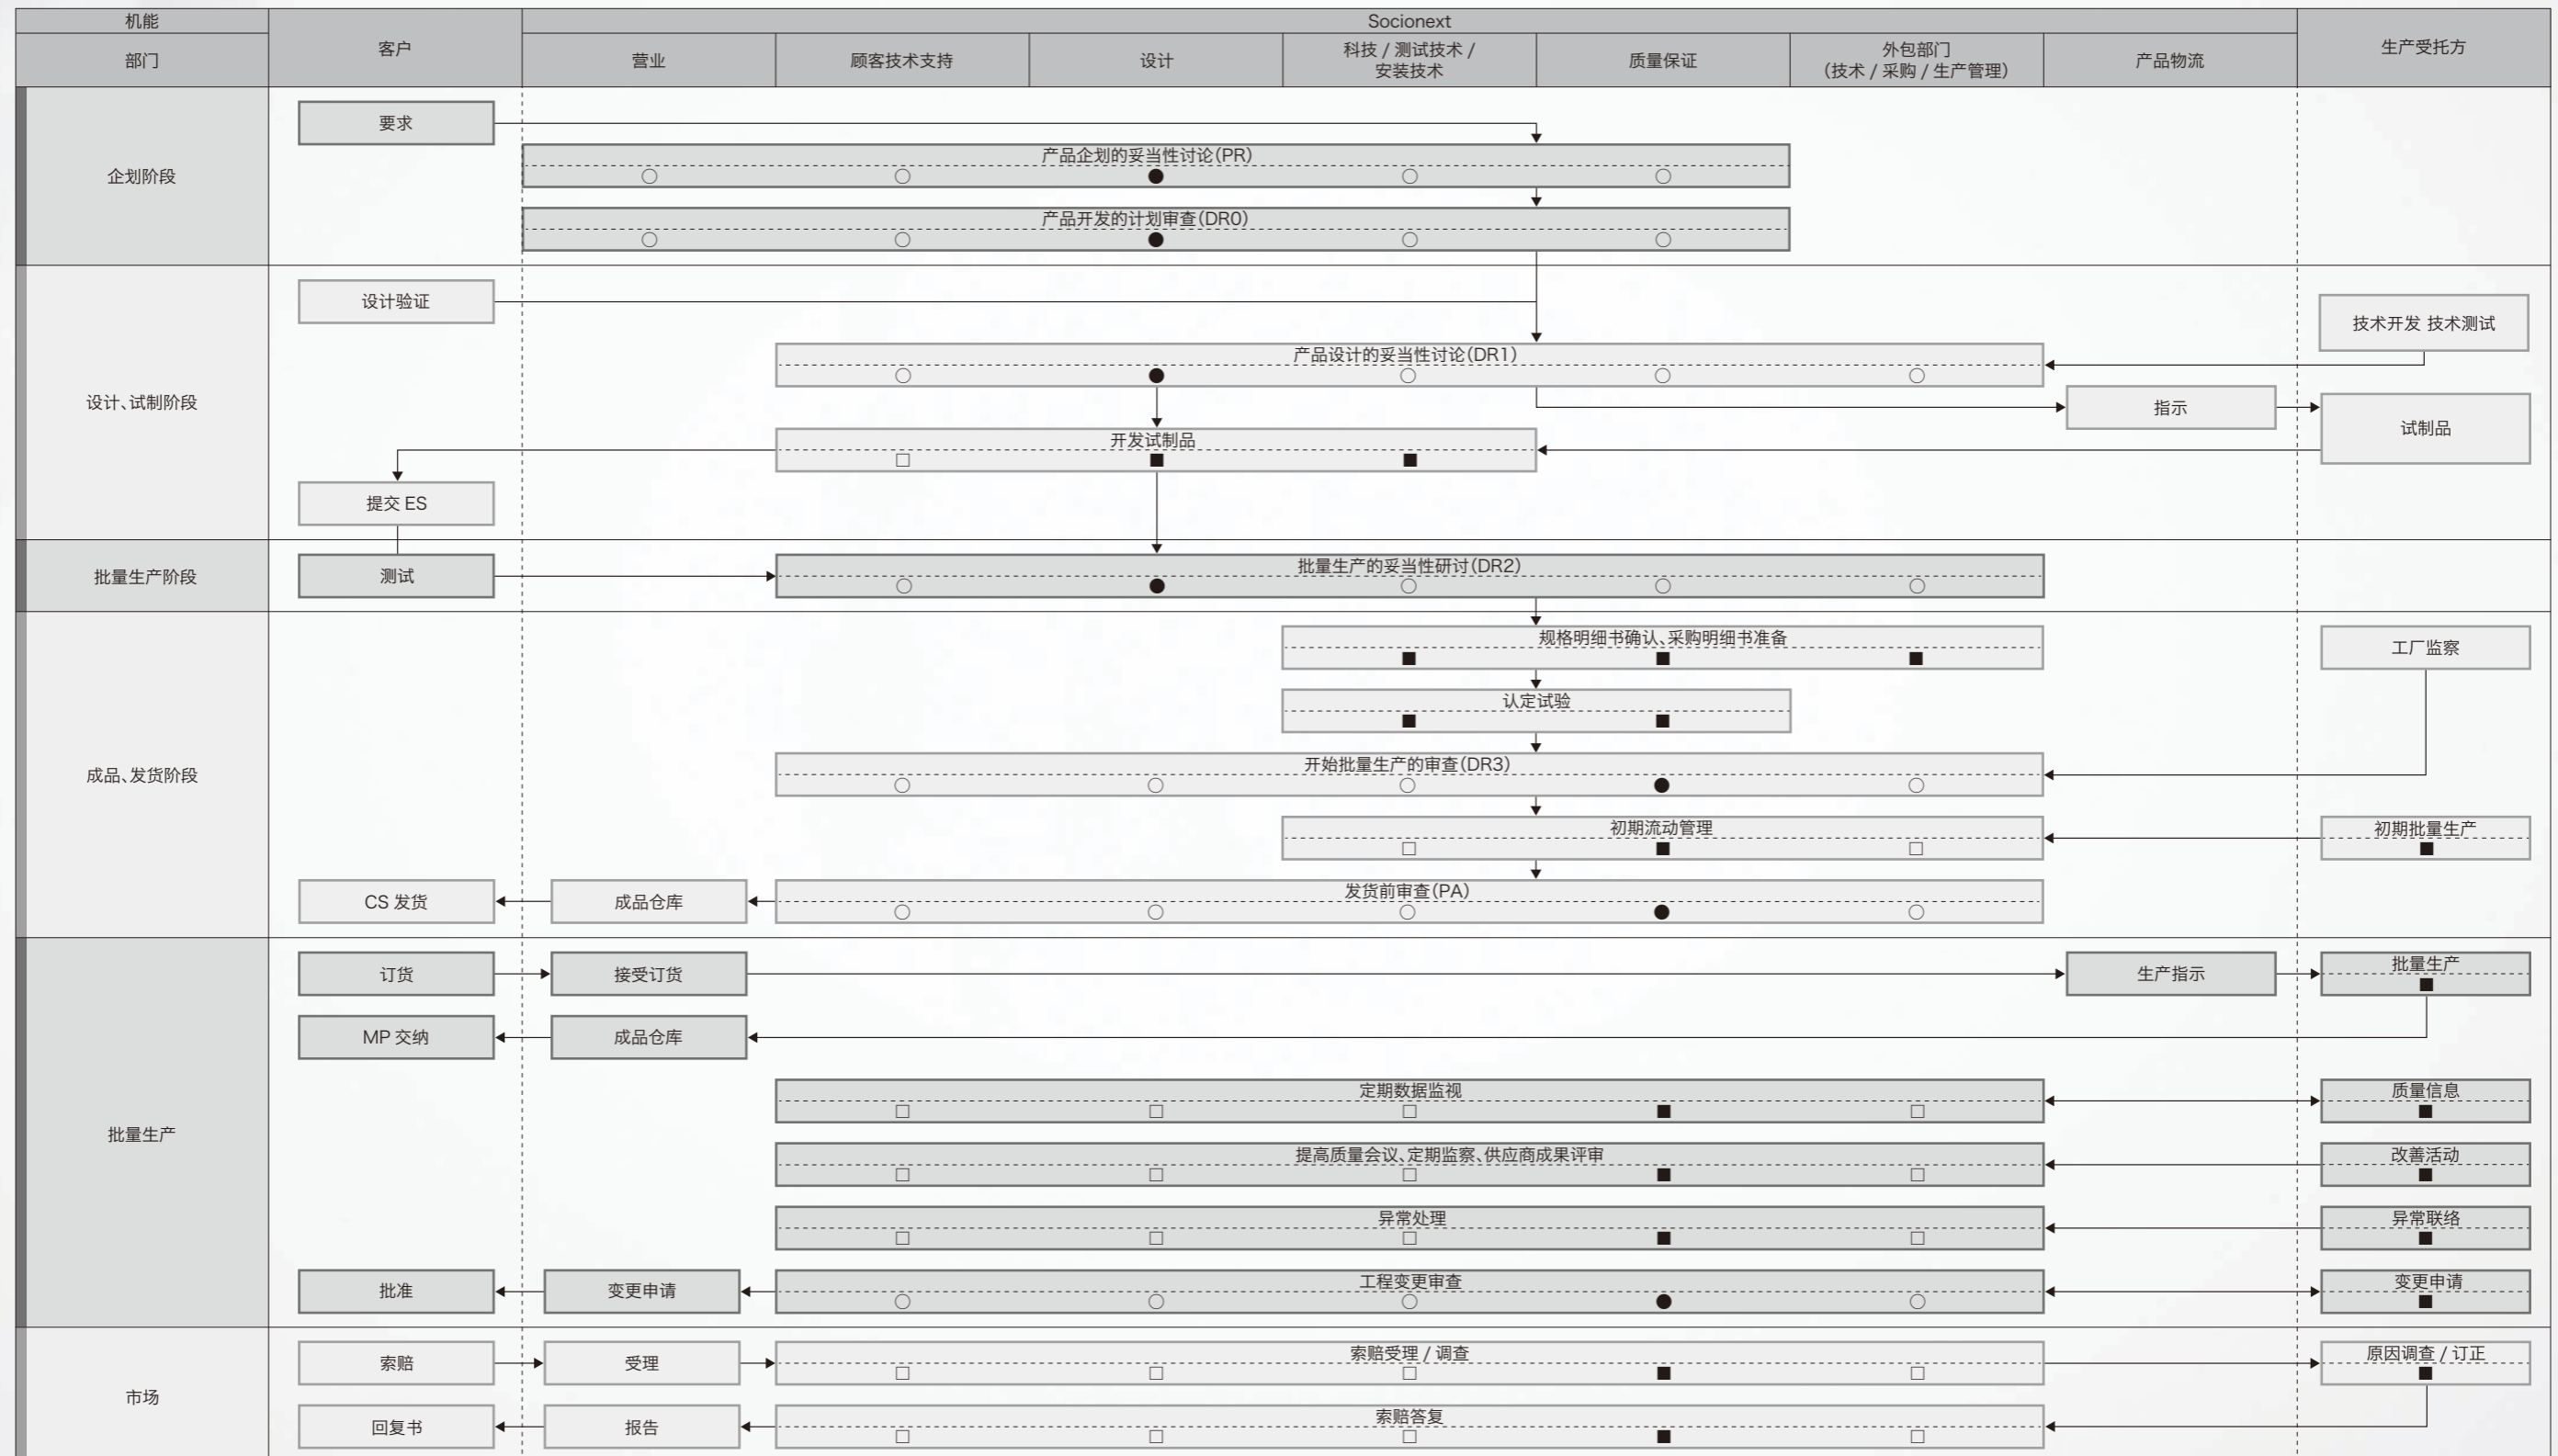 机能
客户
Socionext
生产受托方
部门
营业
顾客技术支持
设计
科技 / 测试技术 /
安装技术
质量保证
外包部门
（技术 / 采购 / 生产管理）
产品物流
企划阶段
要求
产品企划的妥当性讨论（PR）
产品开发的计划审查（DR0）
设计、试制阶段
设计验证
技术开发 技术测试
产品设计的妥当性讨论（DR1）
指示
试制品
开发试制品
提交 ES
批量生产阶段
测试
批量生产的妥当性研讨（DR2）
成品、发货阶段
规格明细书确认、采购明细书准备
工厂监察
认定试验
开始批量生产的审查（DR3）
初期流动管理
初期批量生产
CS 发货
成品仓库
发货前审查（PA）
批量生产
订货
接受订货
生产指示
批量生产
MP 交纳
成品仓库
定期数据监视
质量信息
提高质量会议、定期监察、供应商成果评审
改善活动
异常处理
异常联络
批准
变更申请
工程变更审查
变更申请
市场
索赔
受理
索赔受理 / 调查
原因调查 / 订正
回复书
报告
索赔答复